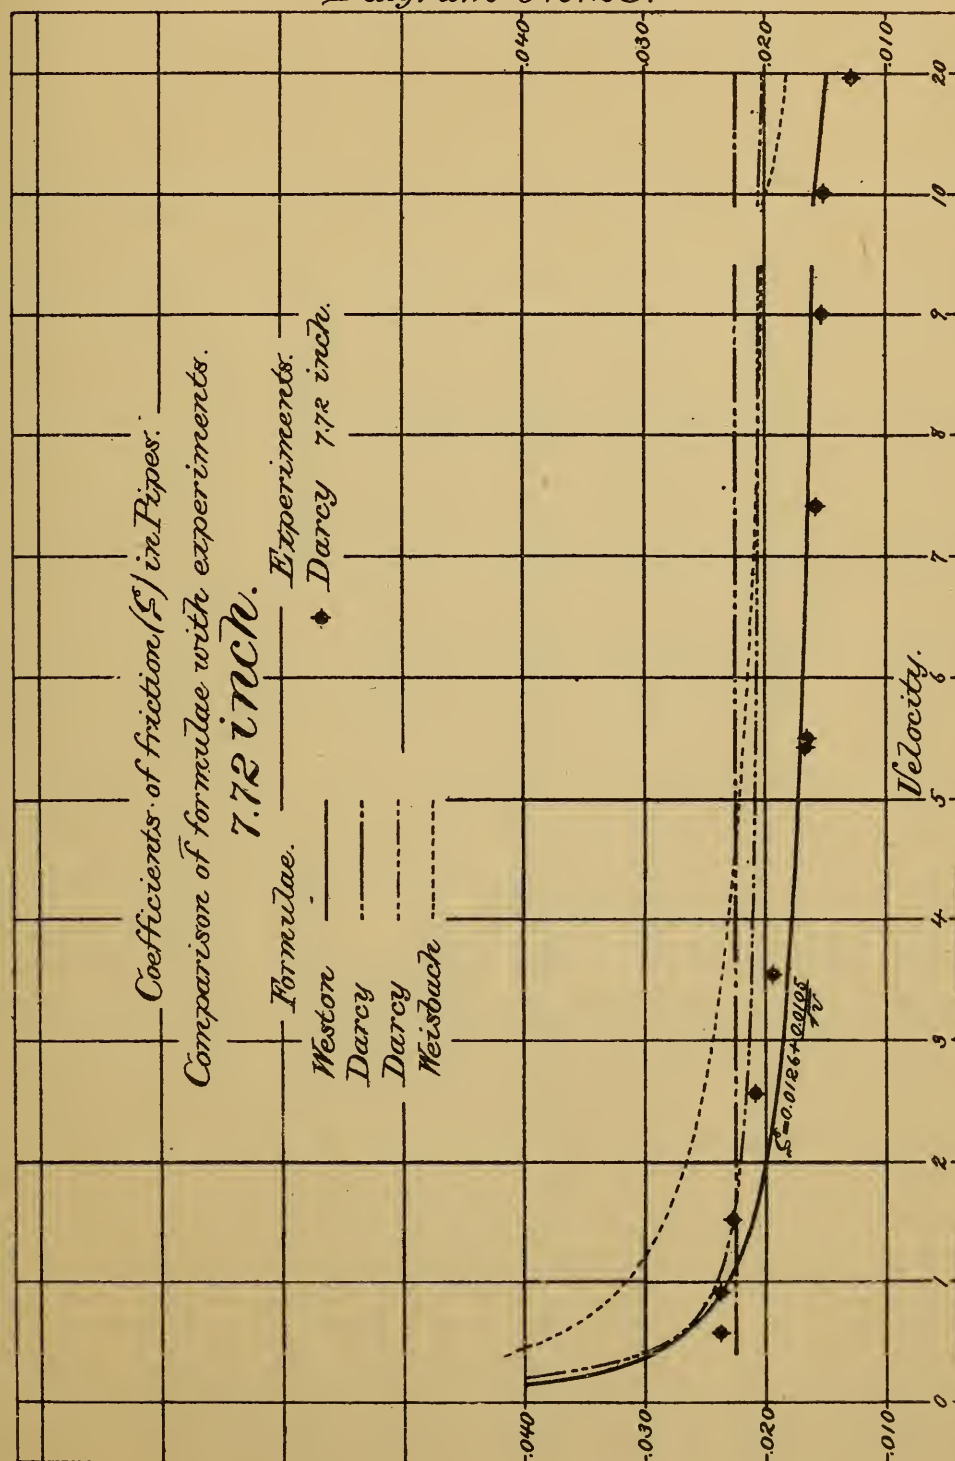 Coefficients of friction (ξ) in Pipes.
Comparison of formulae with experiments.
7.72 inch.
Formulae.
Weston
Darcy
Darcy
Weisbach
Experiments.
Darcy 7.72 inch.
.040
.030
.020
.010
.040
.030
.020
.010
ξ=0.0126+0.0105/√v
Velocity.
0 1 2 3 4 5 6 7 8 9 10 20